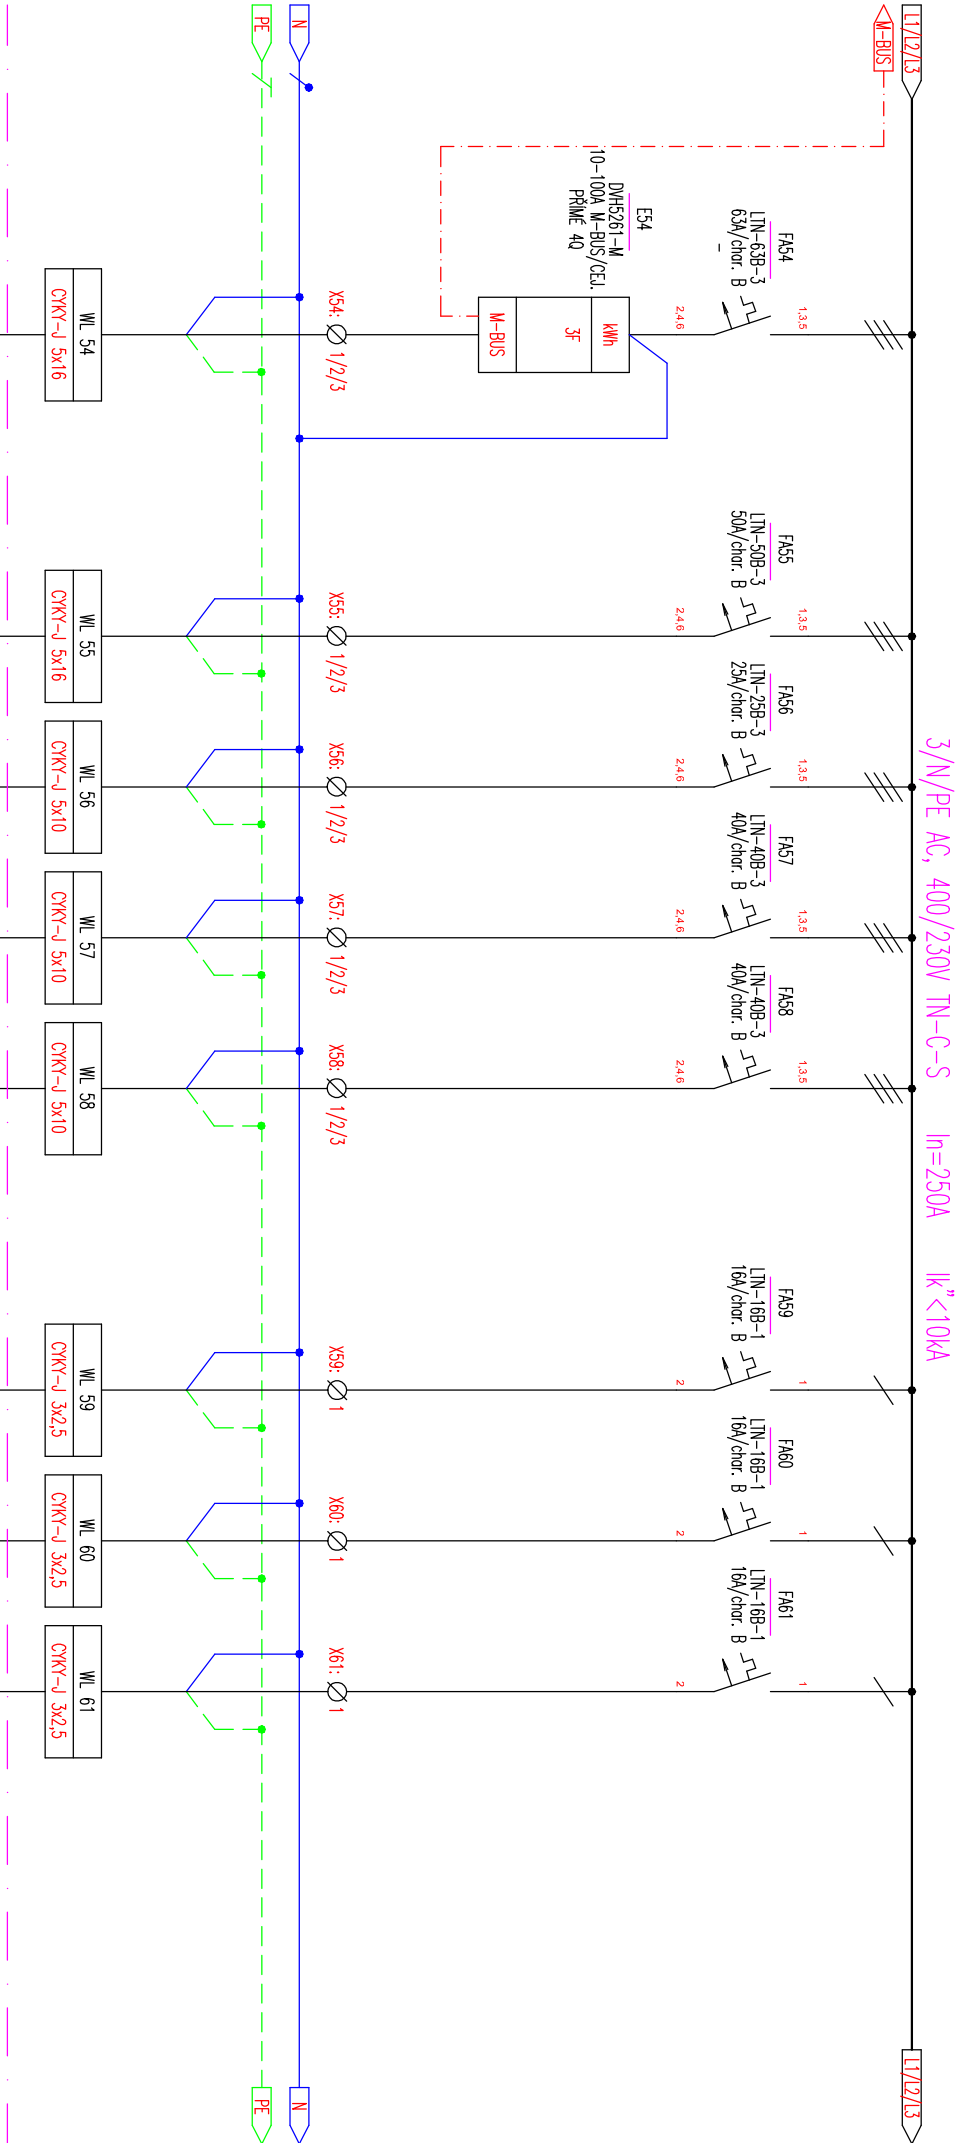 3/N/PE AC, 400/230V TN-C-S In=250A Ik"<10kA
L1/L2/L3
L1/L2/L3
M-BUS
FA54
LTN-63B-3
63A/char. B
1,3,5
2,4,6
FA55
LTN-50B-3
50A/char. B
1,3,5
2,4,6
FA56
LTN-25B-3
25A/char. B
1,3,5
2,4,6
FA57
LTN-40B-3
40A/char. B
1,3,5
2,4,6
FA58
LTN-40B-3
40A/char. B
1,3,5
2,4,6
FA59
LTN-16B-1
16A/char. B
1
2
FA60
LTN-16B-1
16A/char. B
1
2
FA61
LTN-16B-1
16A/char. B
1
2
E54
DVH5261-M
10-100A M-BUS/CEJ.
PŘÍMÉ 4Q
kWh
3F
M-BUS
X54: 1/2/3
X55: 1/2/3
X56: 1/2/3
X57: 1/2/3
X58: 1/2/3
X59: 1
X60: 1
X61: 1
N
N
PE
PE
WL 54
CYKY-J 5x16
WL 55
CYKY-J 5x16
WL 56
CYKY-J 5x10
WL 57
CYKY-J 5x10
WL 58
CYKY-J 5x10
WL 59
CYKY-J 3x2,5
WL 60
CYKY-J 3x2,5
WL 61
CYKY-J 3x2,5